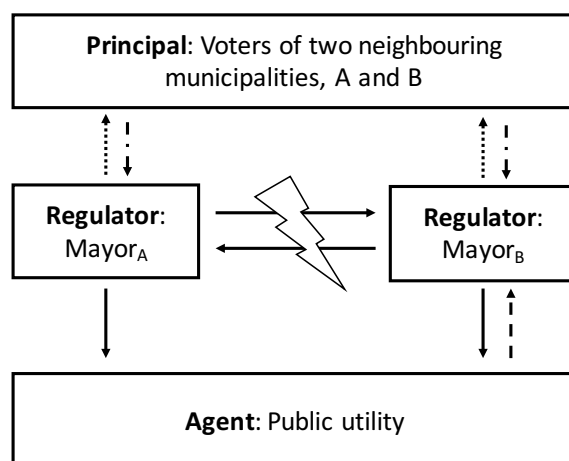 Principal: Voters of two neighbouring
municipalities, A and B
Regulator:
MayorA
Regulator:
MayorB
Agent: Public utility